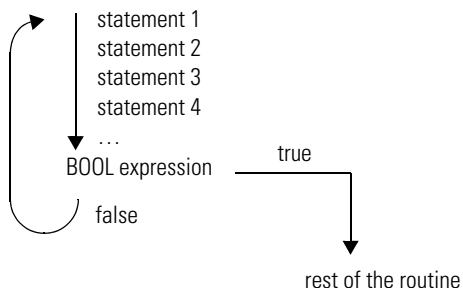 statement 1
statement 2
statement 3
statement 4
…
BOOL expression
true
false
rest of the routine